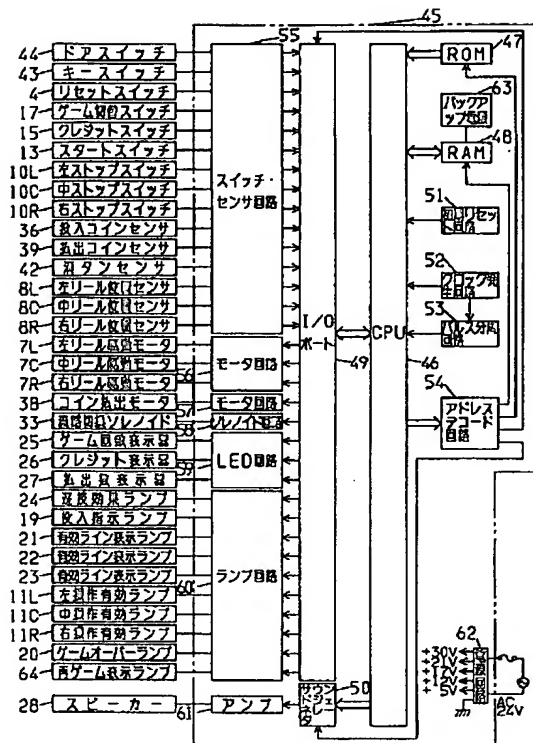 45
55
44 ドアスイッチ
43 キースイッチ
4 リセットスイッチ
17 ゲーム切替スイッチ
15 クレジットスイッチ
13 スタートスイッチ
10L 左ストップスイッチ
10C 中ストップスイッチ
10R 右ストップスイッチ
36 投入コインセンサ
39 払出コインセンサ
42 満タンセンサ
8L 左リール位置センサ
8C 中リール位置センサ
8R 右リール位置センサ
7L 左リール駆動モータ
7C 中リール駆動モータ
7R 右リール駆動モータ
38 コイン払出モータ
33 ソレノイド
25 ゲーム回数表示器
26 クレジット表示器
27 払出数表示器
24 効果ランプ
19 投入指示ランプ
21 有効ライン表示ランプ
22 有効ライン表示ランプ
23 有効ライン表示ランプ
11L 左操作有効ランプ
11C 中操作有効ランプ
11R 右操作有効ランプ
20 ゲームオーバーランプ
64 再ゲーム表示ランプ
28 スピーカー
スイッチ・
センサ回路
モータ回路
56
モータ回路
57
ソレノイド回路
58
LED回路
59
ランプ回路
60
アンプ
61
I/O
ポート
49
サウンド
ジェネレータ
50
CPU
46
ROM
47
バックアップ回路
63
RAM
48
初期リセット回路
51
クロック発生回路
52
パルス分周回路
53
54
アドレス
デコード
回路
62
電源回路
+30V
+21V
+17V
+12V
+5V
AC
24V